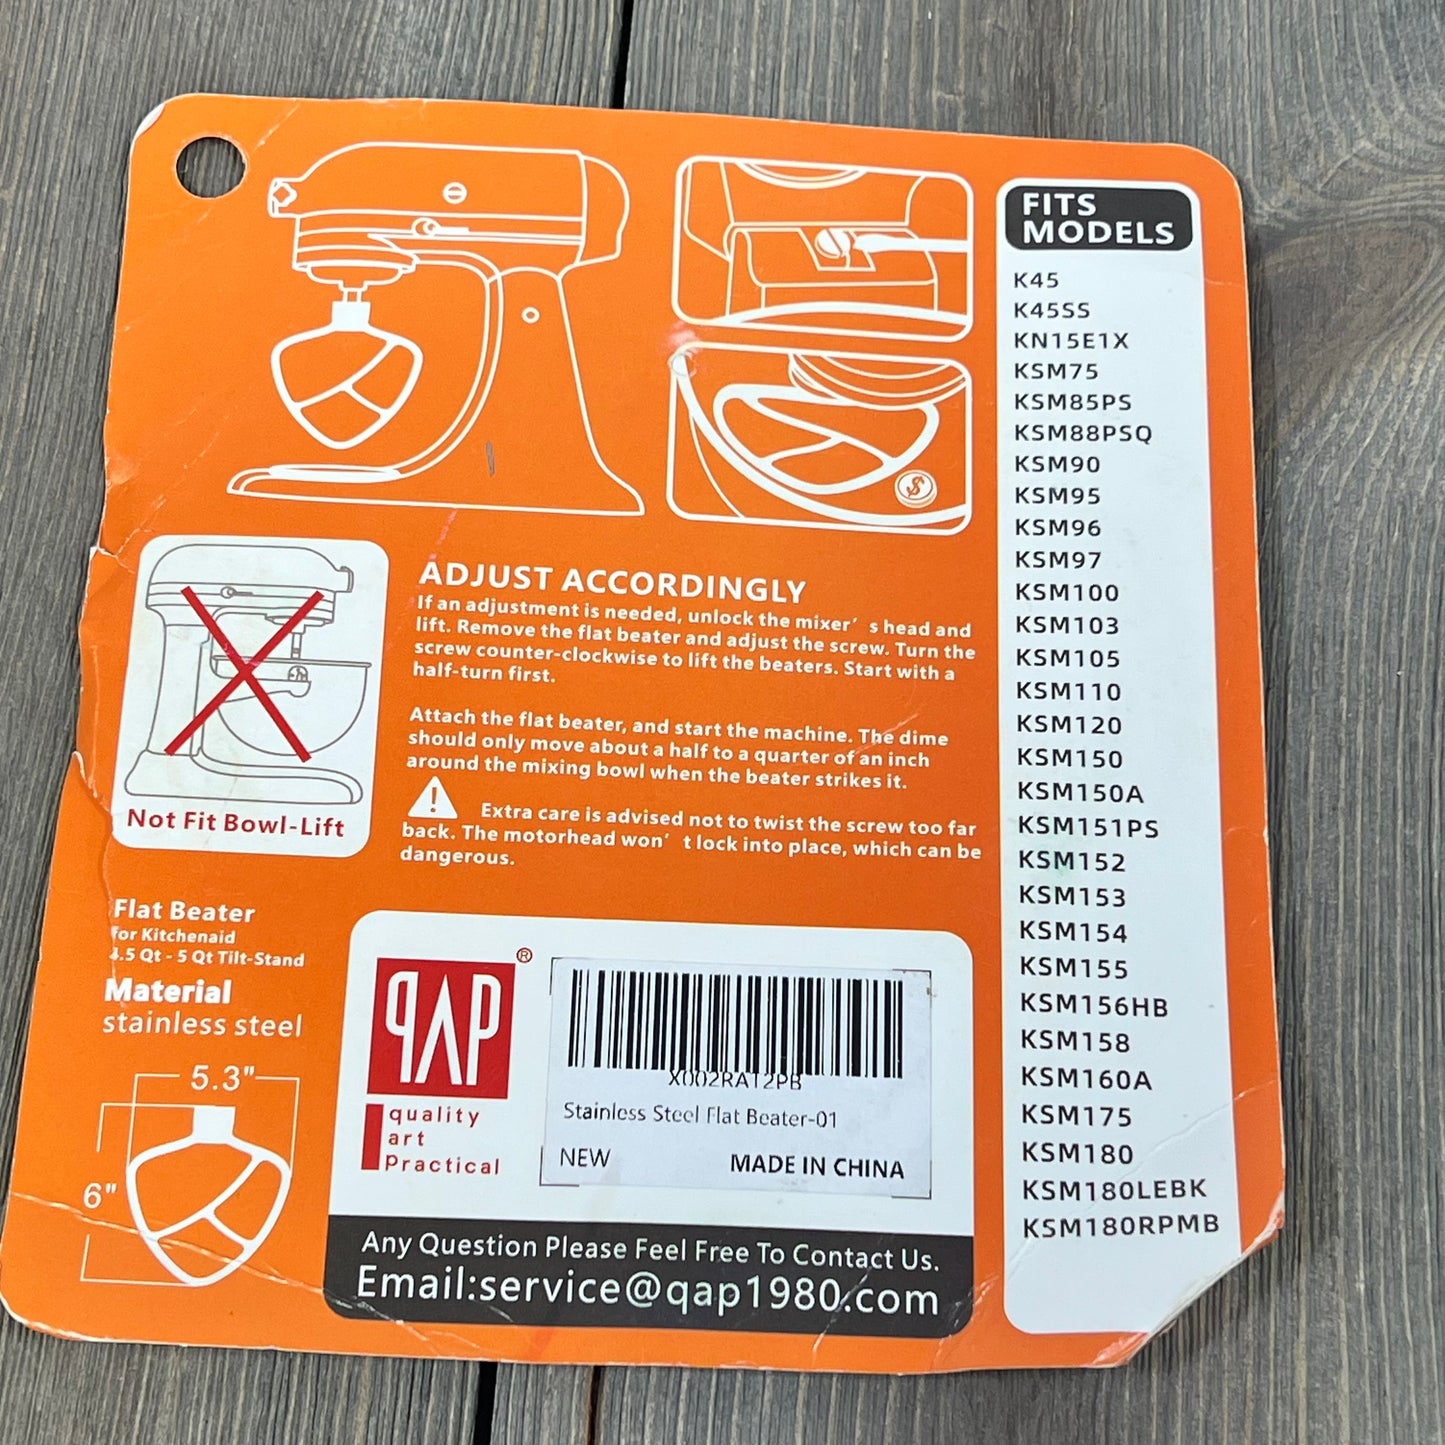 FITS
MODELS
K45
K45SS
KN15E1X
KSM75
KSM85PS
KSM88PSQ
KSM90
KSM95
KSM96
KSM97
KSM100
KSM103
KSM105
KSM110
KSM120
KSM150
KSM150A
KSM151PS
KSM152
KSM153
KSM154
KSM155
KSM156HB
KSM158
KSM160A
KSM175
KSM180
KSM180LEBK
KSM180RPMB
$
ADJUST ACCORDINGLY
If an adjustment is needed, unlock the mixer's head and
lift. Remove the flat beater and adjust the screw. Turn the
screw counter-clockwise to lift the beaters. Start with a
half-turn first.
Attach the flat beater, and start the machine. The dime
should only move about a half to a quarter of an inch
around the mixing bowl when the beater strikes it.
! Extra care is advised not to twist the screw too far
back. The motorhead won't lock into place, which can be
dangerous.
Not Fit Bowl-Lift
Flat Beater
for Kitchenaid
4.5 Qt - 5 Qt Tilt-Stand
Material
stainless steel
5.3"
6"
qAP®
quality
art
Practical
X002RAT2PB
Stainless Steel Flat Beater-01
NEW MADE IN CHINA
Any Question Please Feel Free To Contact Us.
Email:service@qap1980.com